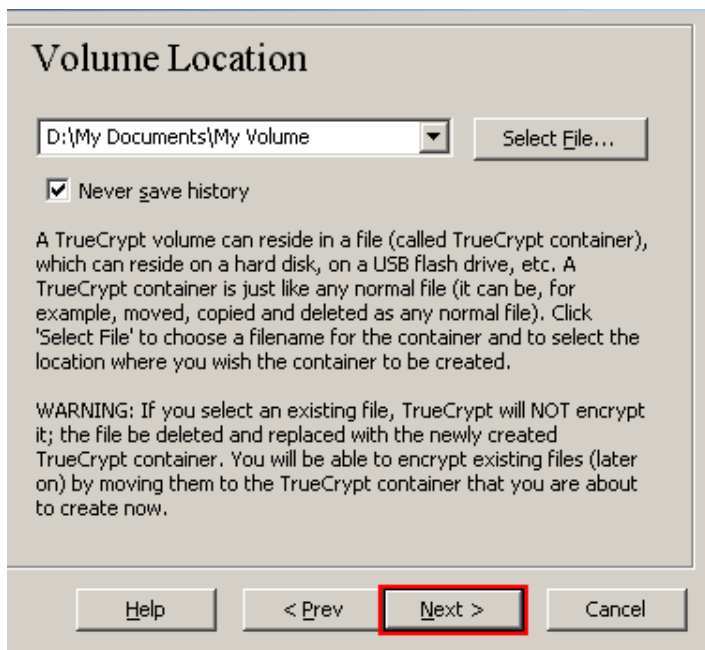 Volume Location
D:\My Documents\My Volume
Select File...
Never save history
A TrueCrypt volume can reside in a file (called TrueCrypt container),
which can reside on a hard disk, on a USB flash drive, etc. A
TrueCrypt container is just like any normal file (it can be, for
example, moved, copied and deleted as any normal file). Click
'Select File' to choose a filename for the container and to select the
location where you wish the container to be created.
WARNING: If you select an existing file, TrueCrypt will NOT encrypt
it; the file be deleted and replaced with the newly created
TrueCrypt container. You will be able to encrypt existing files (later
on) by moving them to the TrueCrypt container that you are about
to create now.
Help
< Prev
Next >
Cancel